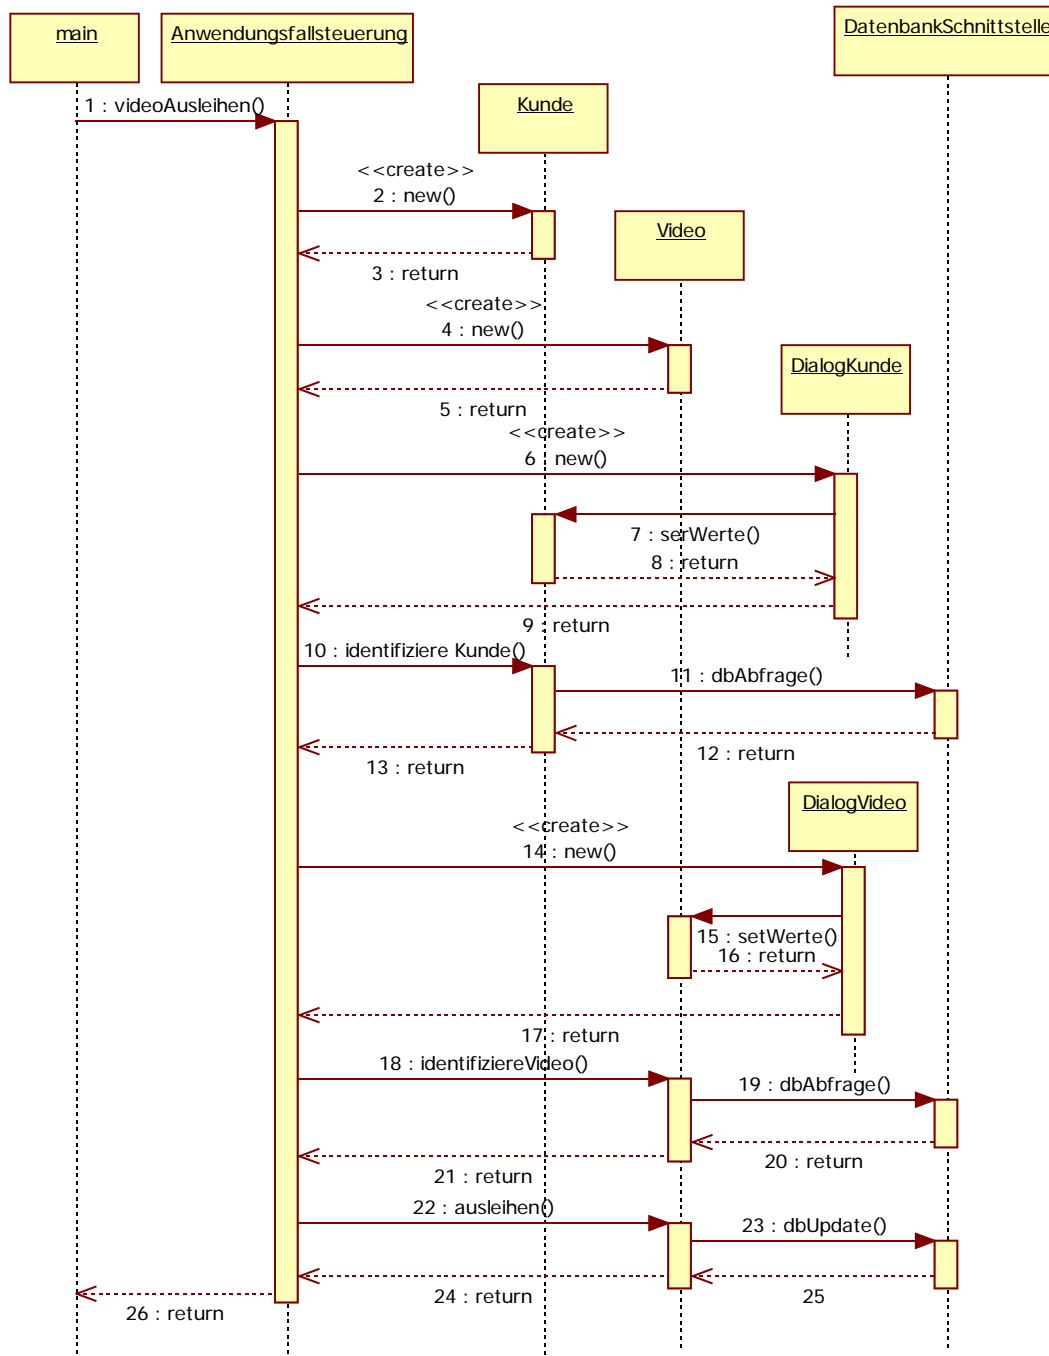 main
Anwendungsfallsteuerung
DatenbankSchnittstelle
1 : videoAusleihen()
Kunde
<<create>>
2 : new()
Video
3 : return
<<create>>
4 : new()
DialogKunde
5 : return
<<create>>
6 : new()
7 : serWerte()
8 : return
9 : return
10 : identifiziere Kunde()
11 : dbAbfrage()
12 : return
13 : return
DialogVideo
<<create>>
14 : new()
15 : setWerte()
16 : return
17 : return
18 : identifiziereVideo()
19 : dbAbfrage()
20 : return
21 : return
22 : ausleihen()
23 : dbUpdate()
24 : return
25
26 : return